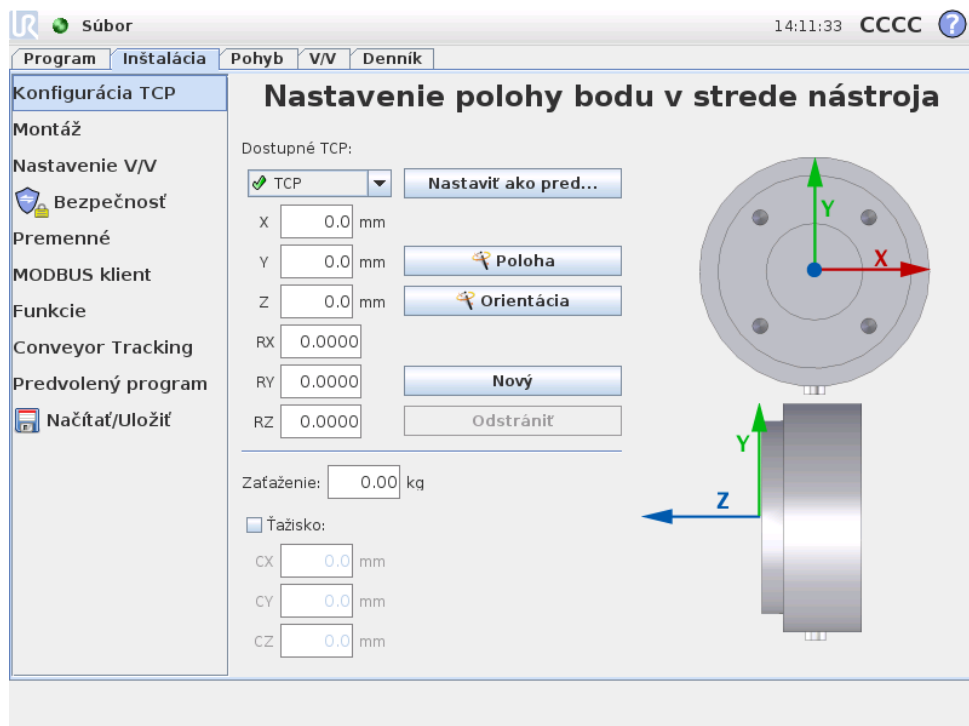 UR Súbor 14:11:33 CCCC ?
Program Inštalácia Pohyb V/V Denník
Konfigurácia TCP
Montáž
Nastavenie V/V
Bezpečnosť
Premenné
MODBUS klient
Funkcie
Conveyor Tracking
Predvolený program
Načítať/Uložiť
Nastavenie polohy bodu v strede nástroja
Dostupné TCP:
TCP Nastaviť ako pred...
X 0.0 mm
Y 0.0 mm Poloha
Z 0.0 mm Orientácia
RX 0.0000
RY 0.0000 Nový
RZ 0.0000 Odstrániť
Zaťaženie: 0.00 kg
Ťažisko:
CX 0.0 mm
CY 0.0 mm
CZ 0.0 mm
Y
X
Y
Z